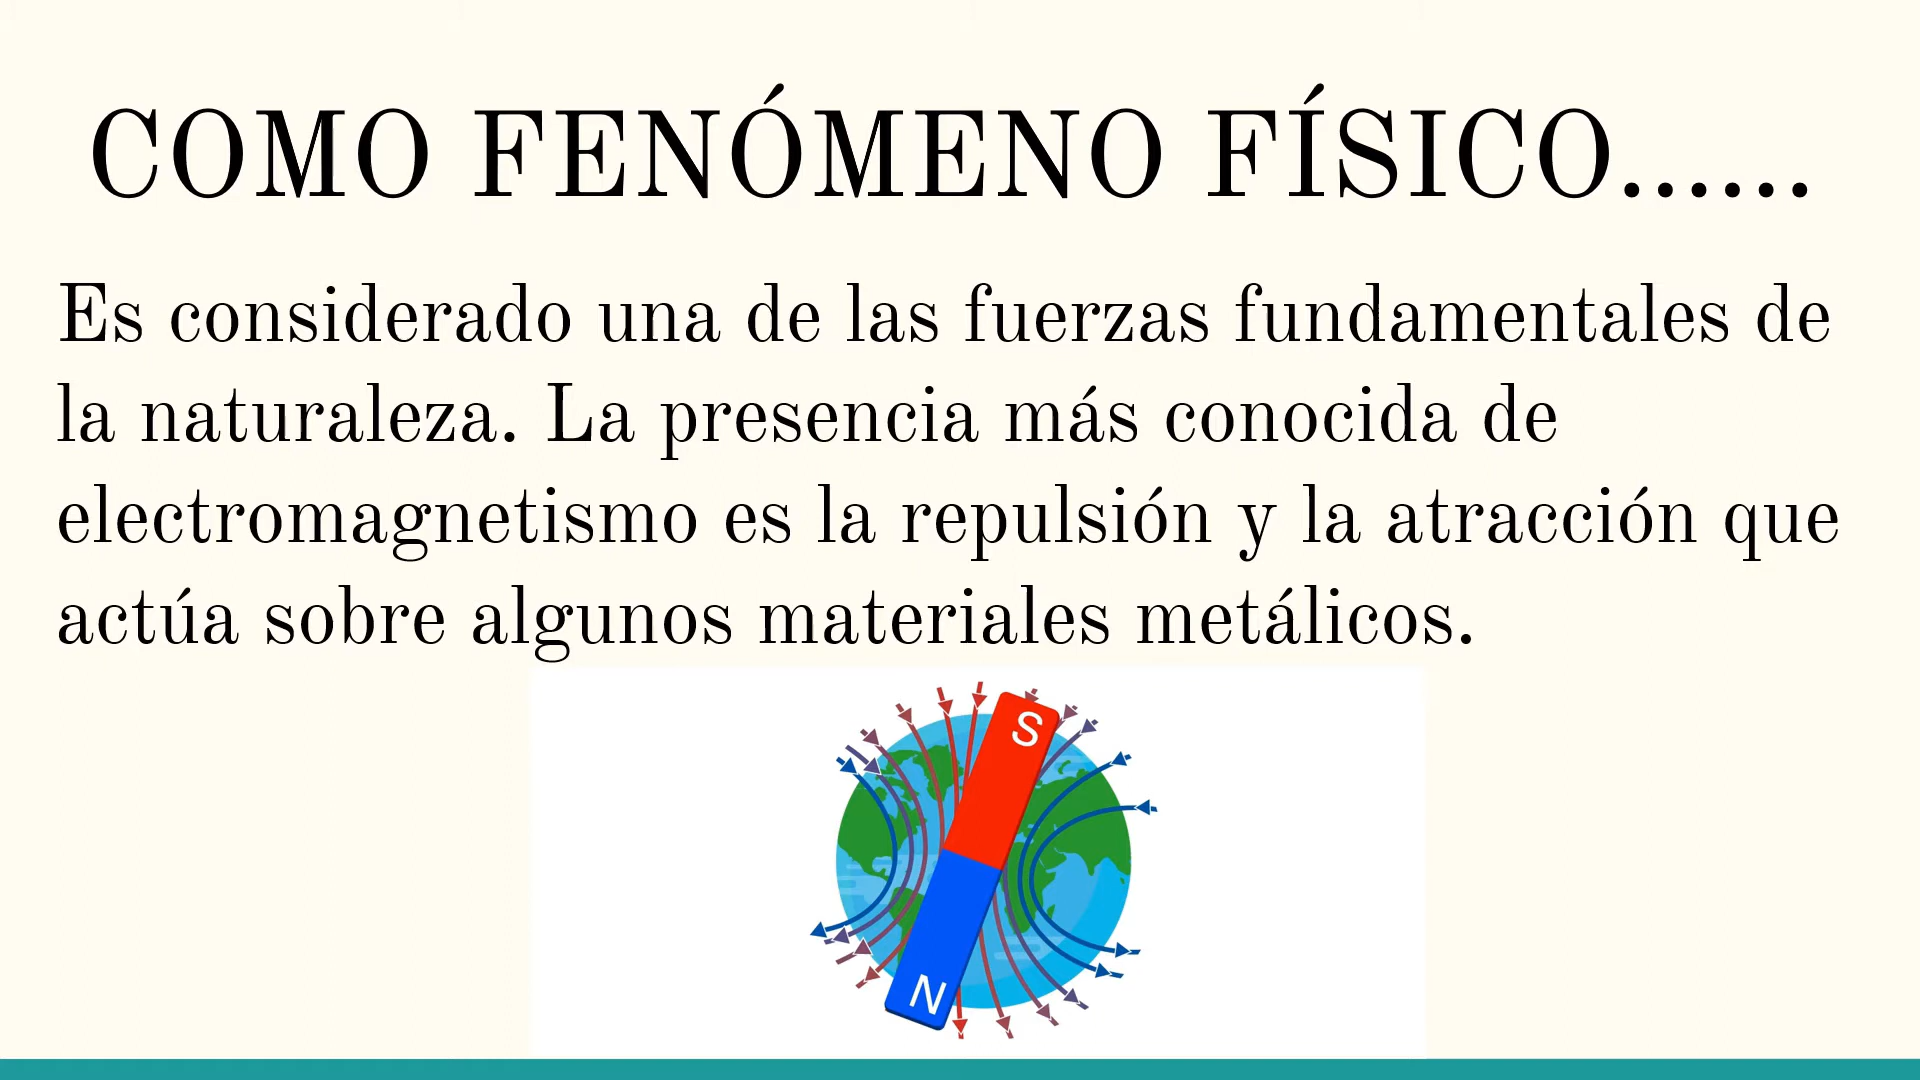 COMO FENÓMENO FÍSICO......
Es considerado una de las fuerzas fundamentales de
la naturaleza. La presencia más conocida de
electromagnetismo es la repulsión y la atracción que
actúa sobre algunos materiales metálicos.
S
N